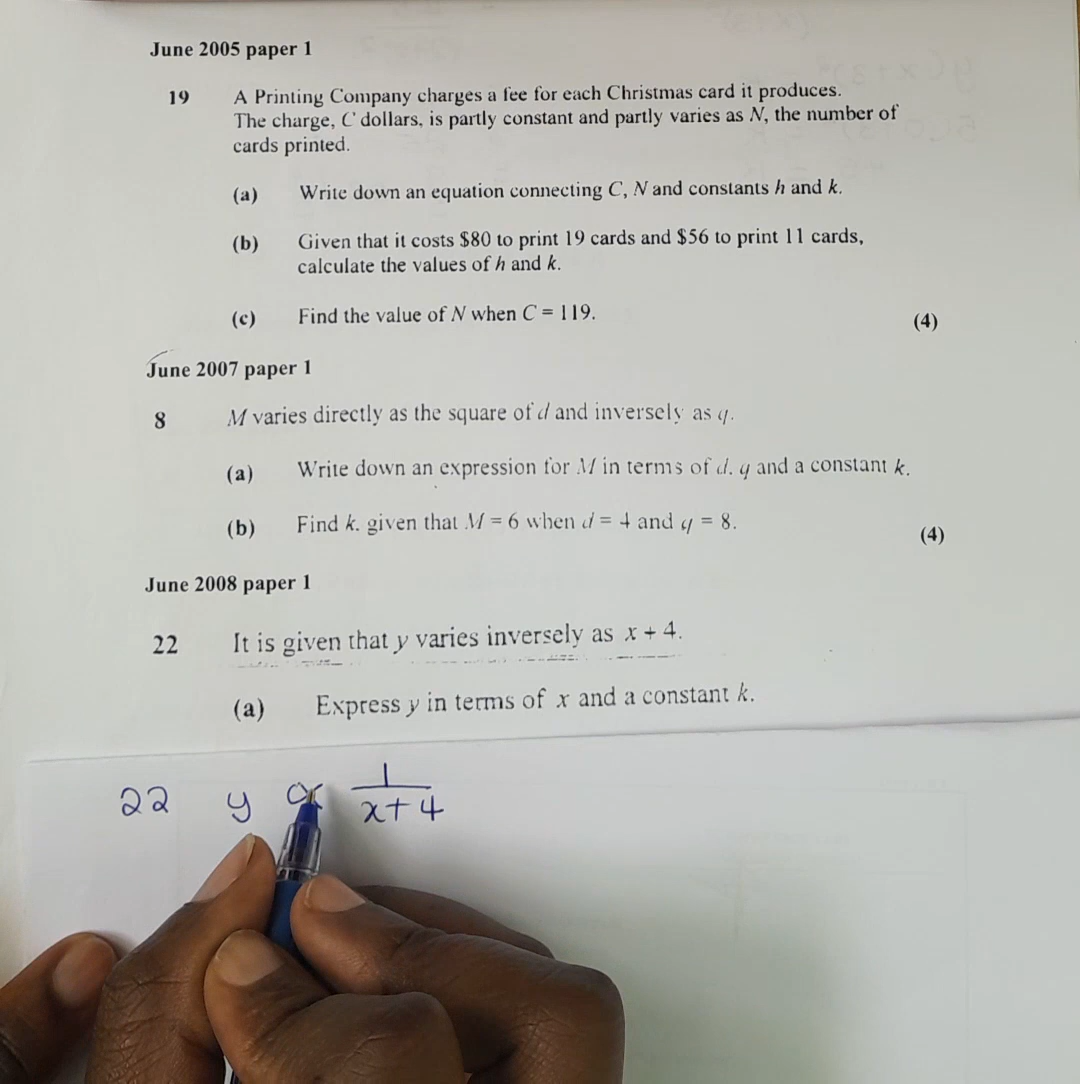 June 2005 paper 1
19 A Printing Company charges a fee for each Christmas card it produces.
The charge, C dollars, is partly constant and partly varies as N, the number of
cards printed.
(a) Write down an equation connecting C, N and constants h and k.
(b) Given that it costs $80 to print 19 cards and $56 to print 11 cards,
calculate the values of h and k.
(c) Find the value of N when C = 119.
(4)
June 2007 paper 1
8 M varies directly as the square of d and inversely as q.
(a) Write down an expression for M in terms of d. q and a constant k.
(b) Find k. given that M = 6 when d = 4 and q = 8.
(4)
June 2008 paper 1
22 It is given that y varies inversely as x + 4.
(a) Express y in terms of x and a constant k.
22 y ∝ 1/(x+4)